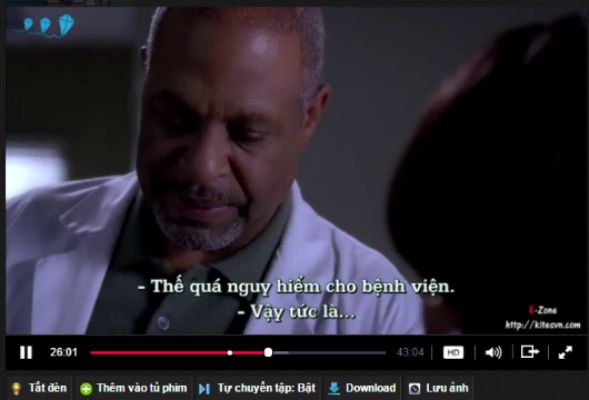 - Thế quá nguy hiểm cho bệnh viện.
- Vậy tức là...
E-Zone
http://kitesvn.com
26:01
43:04
HD
Tắt đèn
Thêm vào tủ phim
Tự chuyển tập: Bật
Download
Lưu ảnh